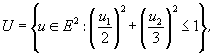 U = { u ∈ E² : (u₁/2)² + (u₂/3)² ≤ 1 },